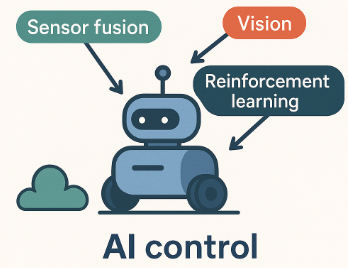 Sensor fusion
Vision
Reinforcement
learning
AI control